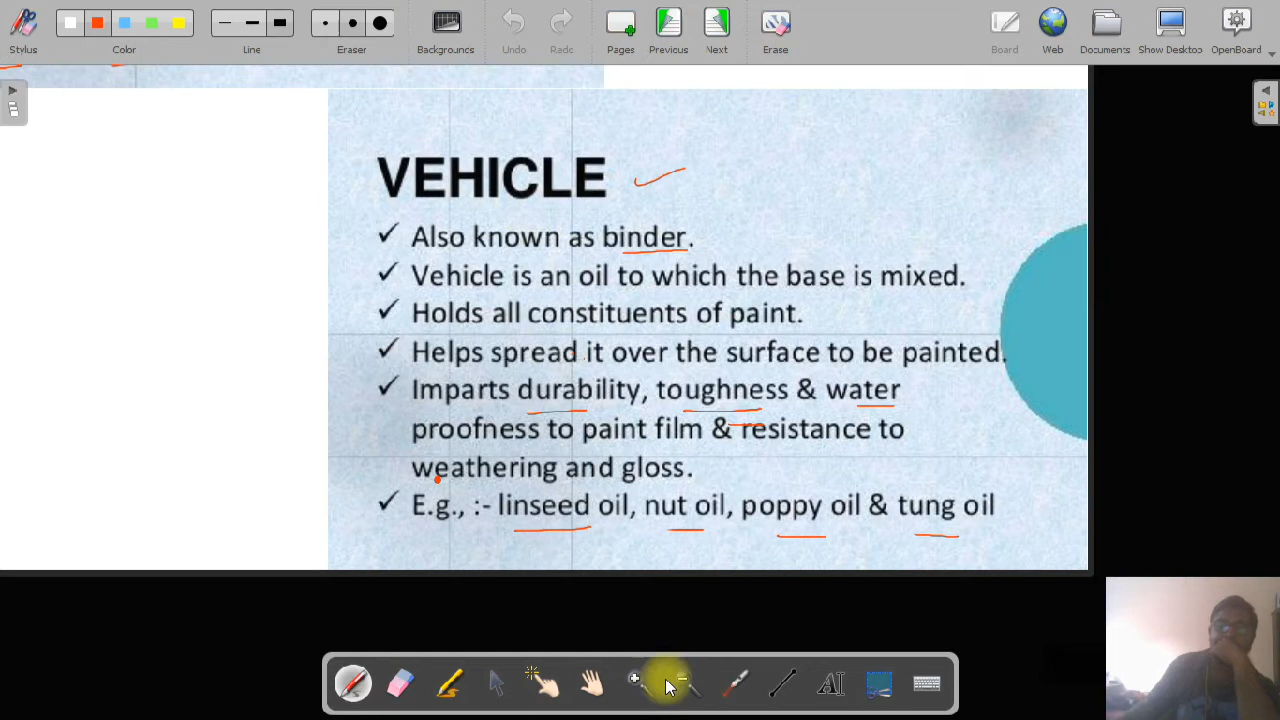 Stylus
Color
Line
Eraser
Backgrounds
Undo
Redo
Pages
Previous
Next
Erase
Board
Web
Documents
Show Desktop
OpenBoard
VEHICLE
✓ Also known as binder.
✓ Vehicle is an oil to which the base is mixed.
✓ Holds all constituents of paint.
✓ Helps spread it over the surface to be painted.
✓ Imparts durability, toughness & water
proofness to paint film & resistance to
weathering and gloss.
✓ E.g., :- linseed oil, nut oil, poppy oil & tung oil
AI